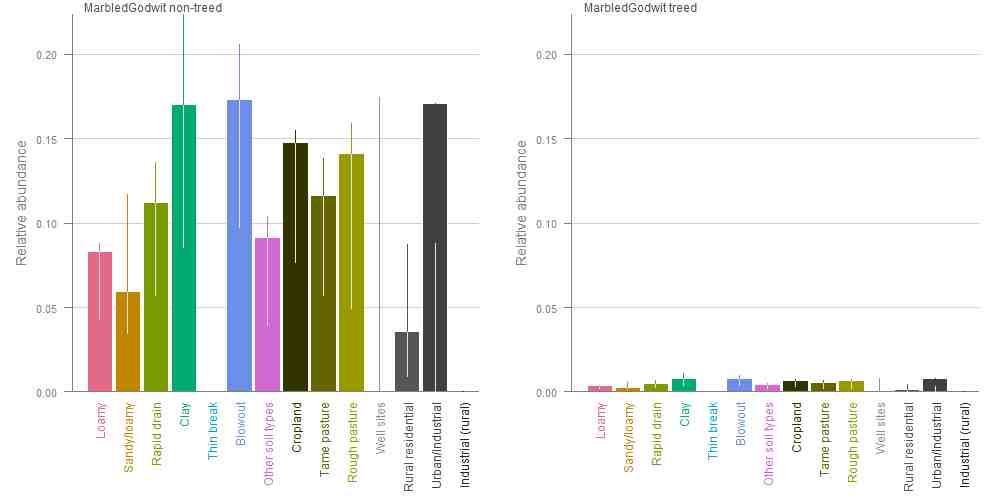 MarbledGodwit non-treed
MarbledGodwit treed
Relative abundance
0.20
0.15
0.10
0.05
0.00
Loamy
Sandy/loamy
Rapid drain
Clay
Thin break
Blowout
Other soil types
Cropland
Tame pasture
Rough pasture
Well sites
Rural residential
Urban/Industrial
Industrial (rural)
Relative abundance
0.20
0.15
0.10
0.05
0.00
Loamy
Sandy/loamy
Rapid drain
Clay
Thin break
Blowout
Other soil types
Cropland
Tame pasture
Rough pasture
Well sites
Rural residential
Urban/Industrial
Industrial (rural)